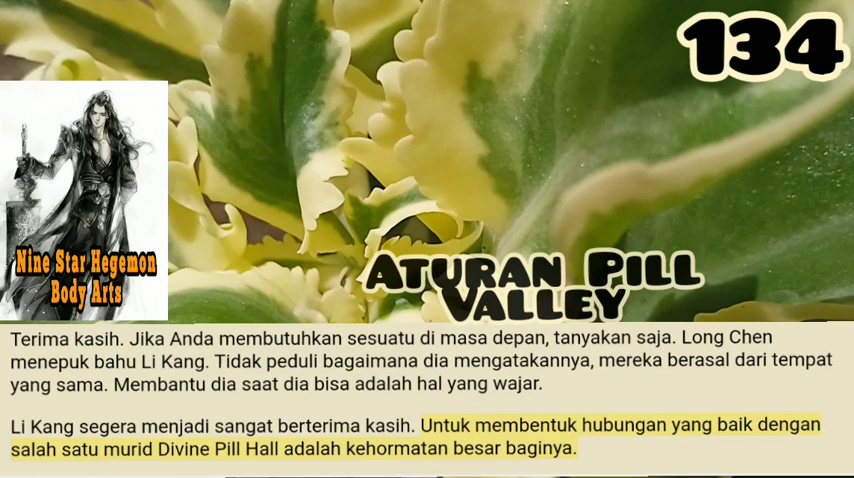 134
Nine Star Hegemon
Body Arts
Aturan Pill
Valley
Terima kasih. Jika Anda membutuhkan sesuatu di masa depan, tanyakan saja. Long Chen
menepuk bahu Li Kang. Tidak peduli bagaimana dia mengatakannya, mereka berasal dari tempat
yang sama. Membantu dia saat dia bisa adalah hal yang wajar.
Li Kang segera menjadi sangat berterima kasih. Untuk membentuk hubungan yang baik dengan
salah satu murid Divine Pill Hall adalah kehormatan besar baginya.